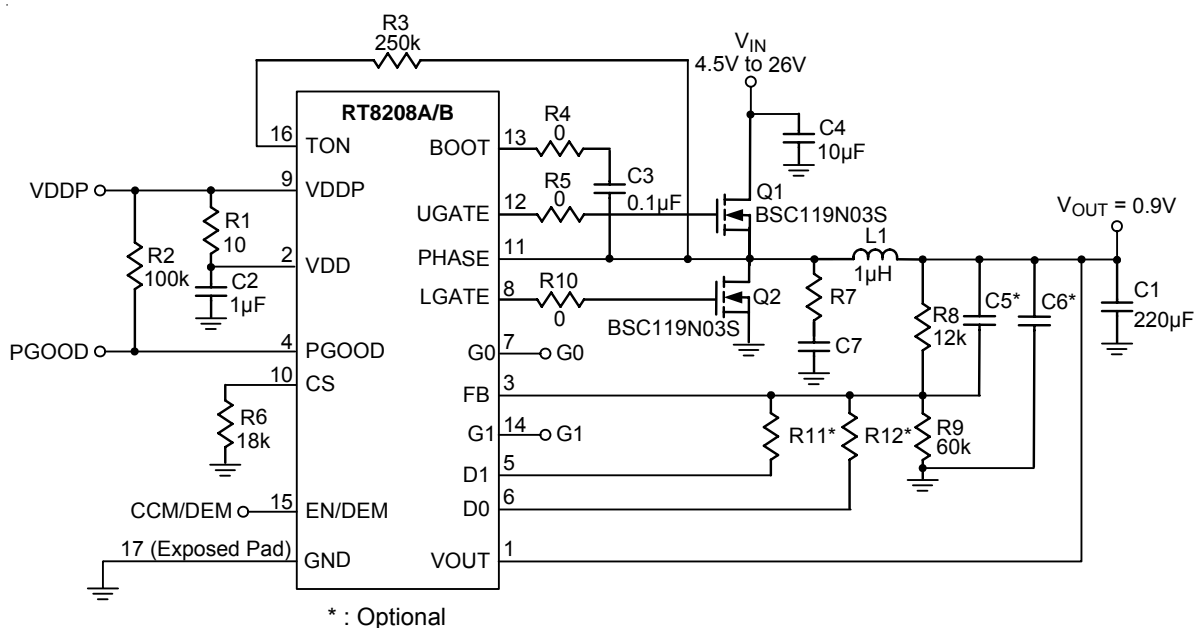 R3
250k
V_IN
4.5V to 26V
RT8208A/B
16
TON
BOOT
13
R4
0
C4
10µF
VDDP
9
VDDP
R5
0
C3
0.1µF
Q1
BSC119N03S
UGATE
12
V_OUT = 0.9V
R1
10
R2
100k
2
VDD
PHASE
11
L1
1µH
C2
1µF
LGATE
8
R10
0
Q2
BSC119N03S
R7
R8
12k
C5*
C6*
C1
220µF
PGOOD
4
PGOOD
G0
7
G0
C7
10
CS
FB
3
R6
18k
G1
14
G1
R11*
R12*
R9
60k
D1
5
D0
6
CCM/DEM
15
EN/DEM
17 (Exposed Pad)
GND
VOUT
1
* : Optional